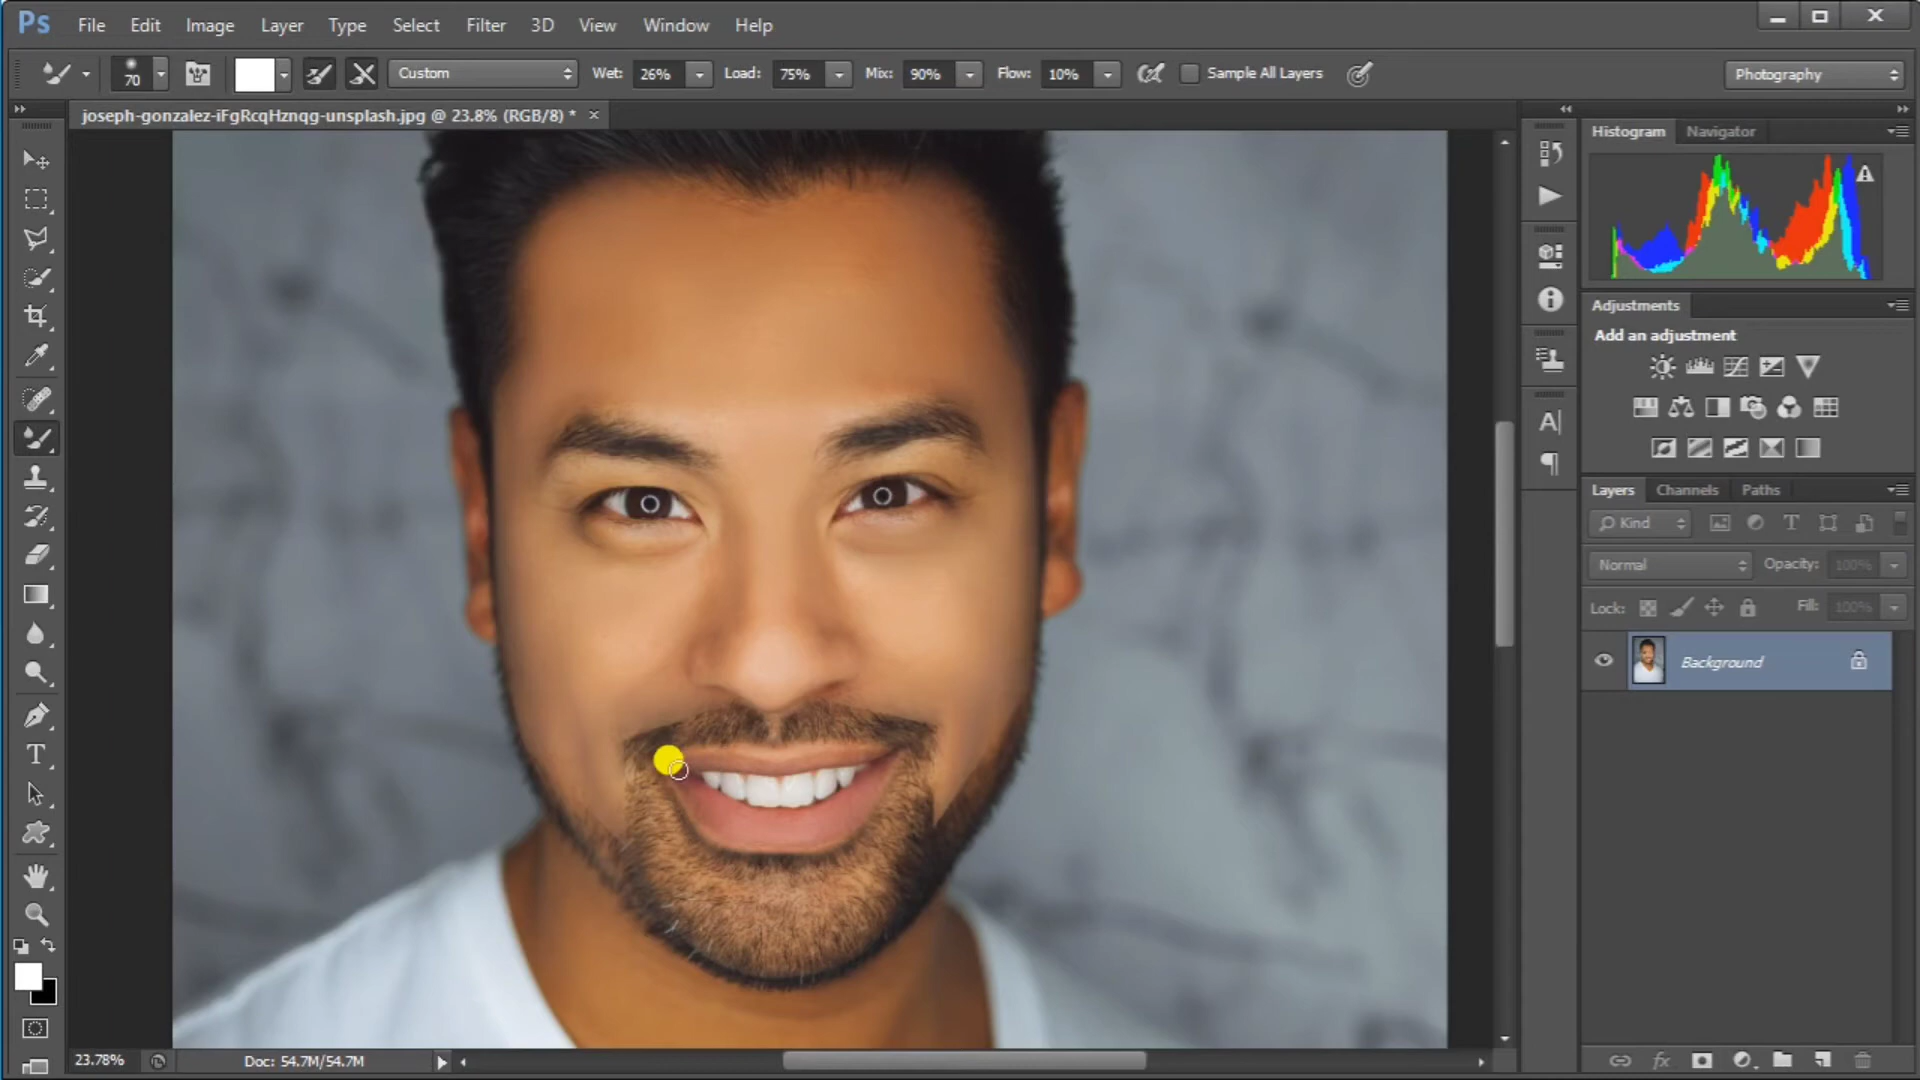 Ps File Edit Image Layer Type Select Filter 3D View Window Help
70 Custom Wet: 26% Load: 75% Mix: 90% Flow: 10% Sample All Layers Photography
joseph-gonzalez-iFgRcqHznqg-unsplash.jpg @ 23.8% (RGB/8) *
Histogram Navigator
Adjustments
Add an adjustment
Layers Channels Paths
Kind
Normal Opacity: 100%
Lock: Fill: 100%
Background
23.78% Doc: 54.7M/54.7M